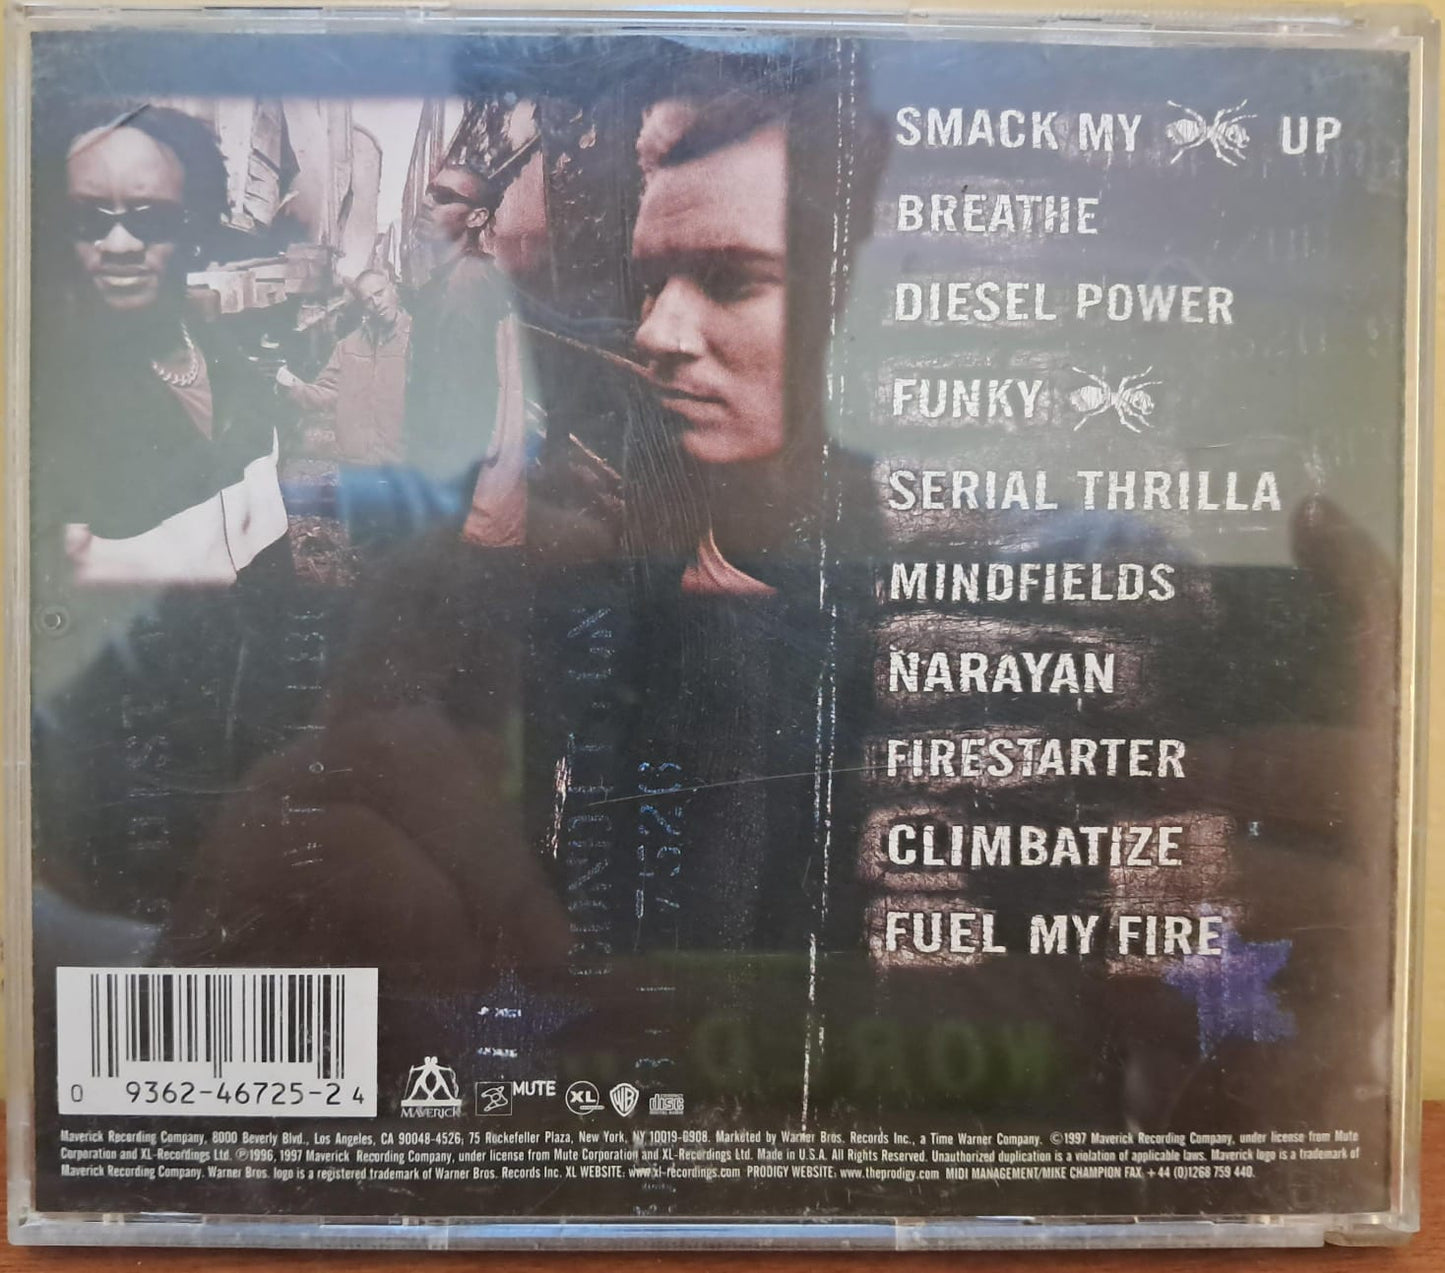 SMACK MY UP
BREATHE
DIESEL POWER
FUNKY
SERIAL THRILLA
MINDFIELDS
NARAYAN
FIRESTARTER
CLIMBATIZE
FUEL MY FIRE
0 9362-46725-2 4
MAVERICK
MUTE
XL
WB
disc
Maverick Recording Company, 8000 Beverly Blvd., Los Angeles, CA 90048-4526; 75 Rockefeller Plaza, New York, NY 10019-6908. Marketed by Warner Bros. Records Inc., a Time Warner Company. ©1997 Maverick Recording Company, under license from Mute
Corporation and XL-Recordings Ltd. ℗1996, 1997 Maverick Recording Company, under license from Mute Corporation and XL-Recordings Ltd. Made in U.S.A. All Rights Reserved. Unauthorized duplication is a violation of applicable laws. Maverick logo is a trademark of
Maverick Recording Company. Warner Bros. logo is a registered trademark of Warner Bros. Records Inc. XL WEBSITE: www.xl-recordings.com PRODIGY WEBSITE: www.theprodigy.com MIDI MANAGEMENT/MIKE CHAMPION FAX +44 (0)1268 759 440.